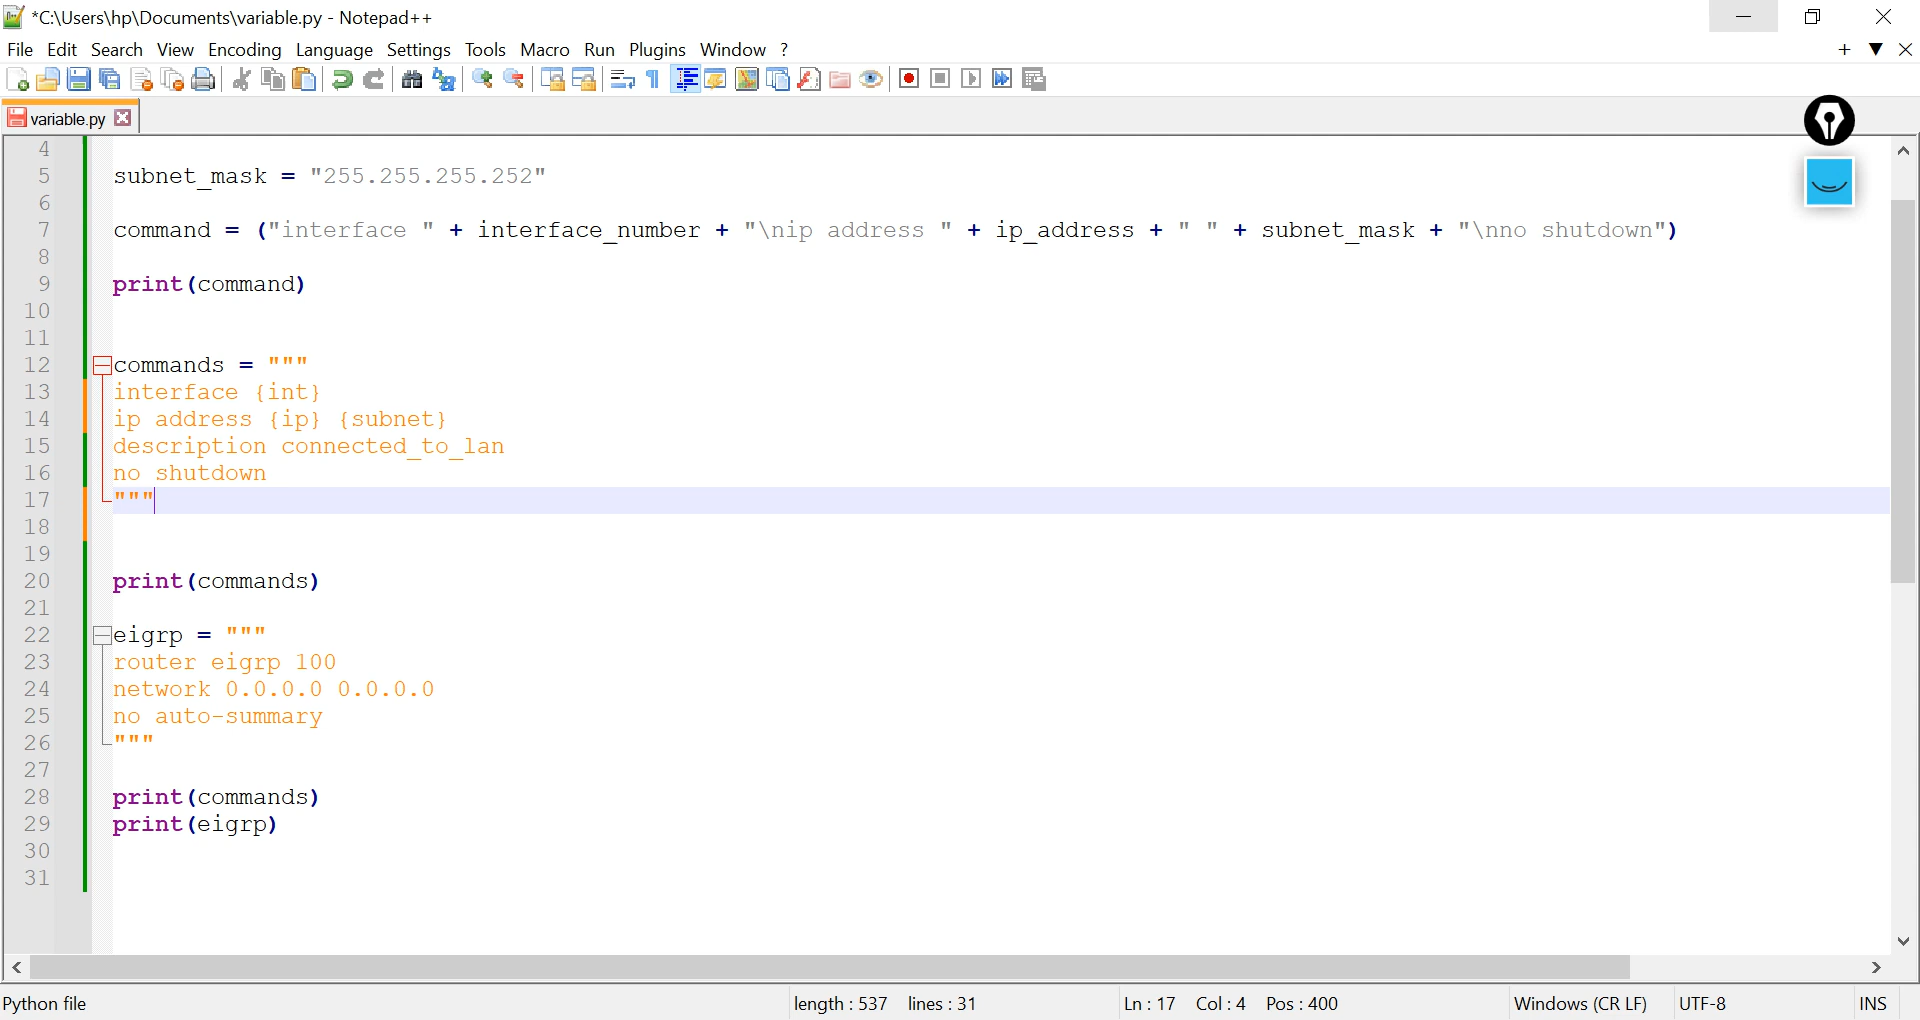 *C:\Users\hp\Documents\variable.py - Notepad++
File Edit Search View Encoding Language Settings Tools Macro Run Plugins Window ?
variable.py
4
5 subnet_mask = "255.255.255.252"
6
7 command = ("interface " + interface_number + "\nip address " + ip_address + " " + subnet_mask + "\nno shutdown")
8
9 print(command)
10
11
12 commands = """
13 interface {int}
14 ip address {ip} {subnet}
15 description connected_to_lan
16 no shutdown
17 """
18
19
20 print(commands)
21
22 eigrp = """
23 router eigrp 100
24 network 0.0.0.0 0.0.0.0
25 no auto-summary
26 """
27
28 print(commands)
29 print(eigrp)
30
31
Python file length : 537 lines : 31 Ln : 17 Col : 4 Pos : 400 Windows (CR LF) UTF-8 INS